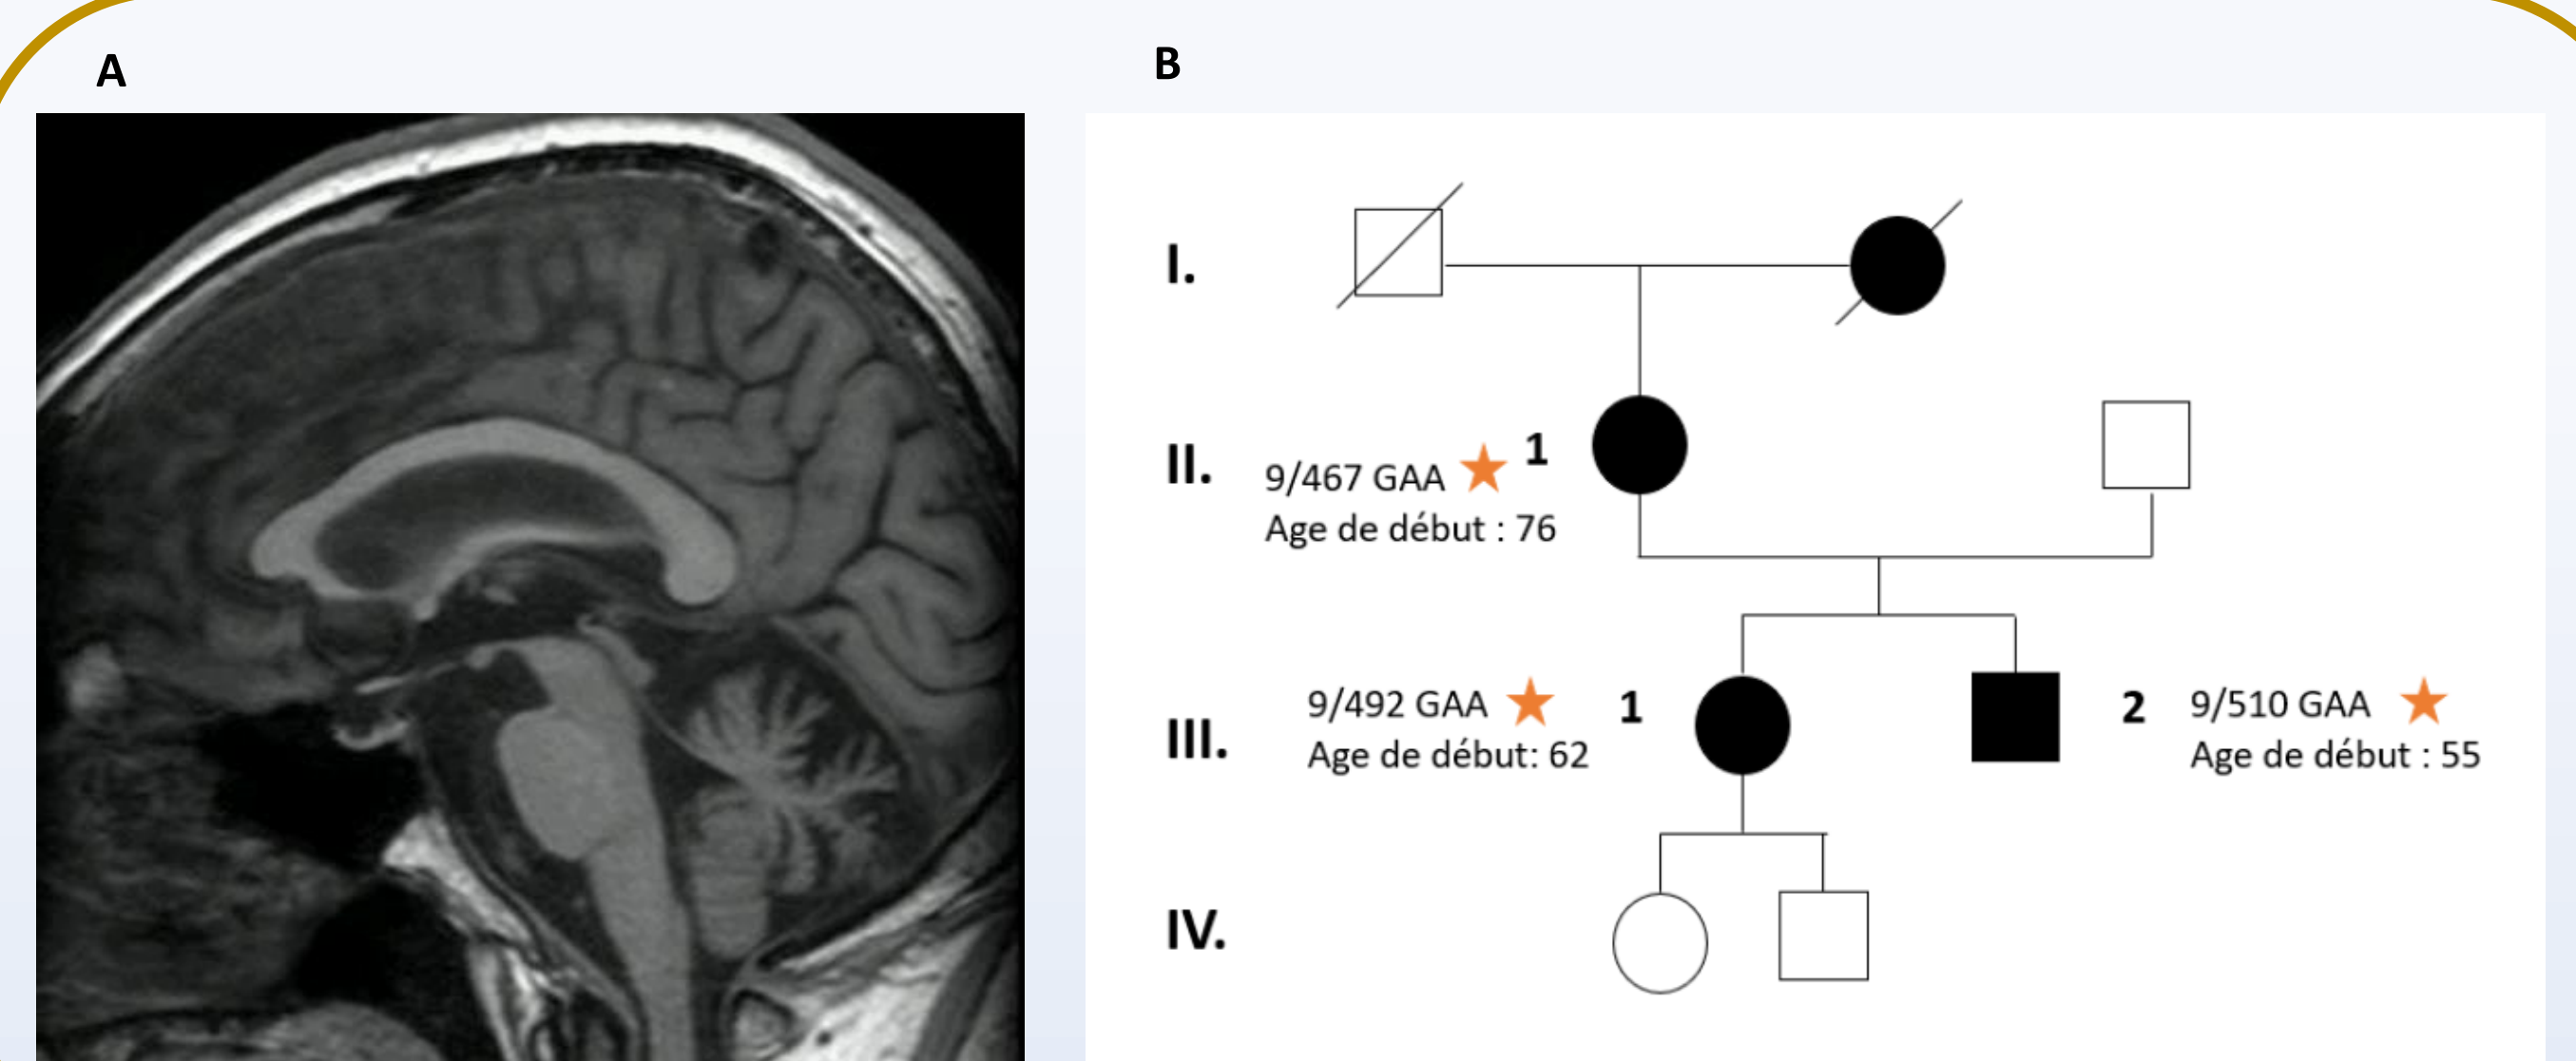 A
B
I.
II.
9/467 GAA
1
Age de début : 76
III.
9/492 GAA
1
Age de début: 62
2
9/510 GAA
Age de début : 55
IV.